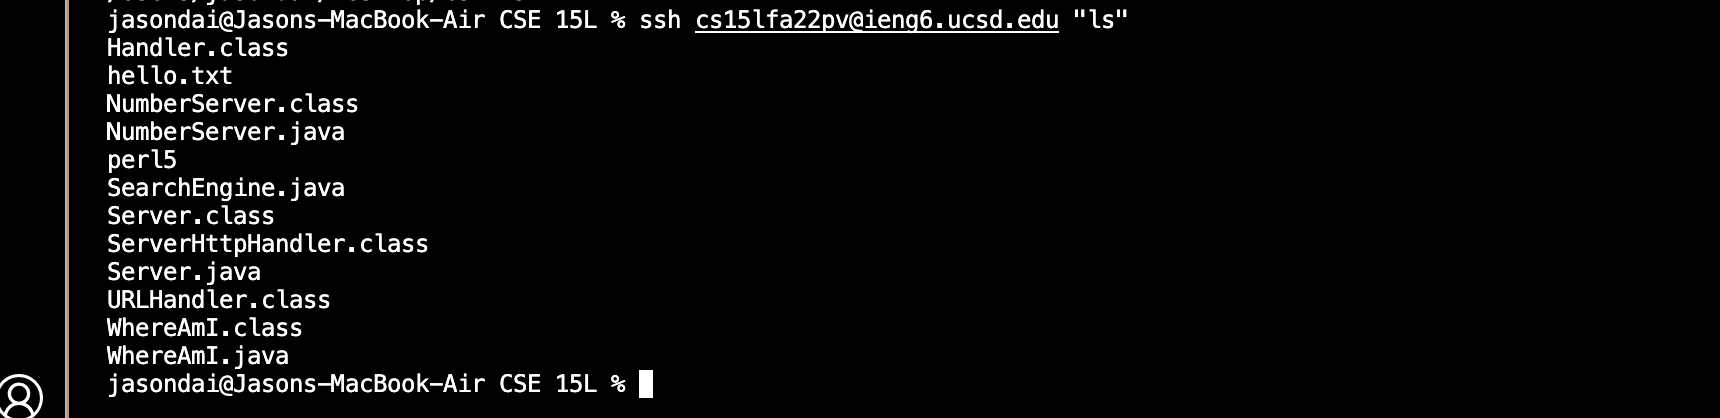 jasondai@Jasons-MacBook-Air CSE 15L % ssh cs15lfa22pv@ieng6.ucsd.edu "ls"
Handler.class
hello.txt
NumberServer.class
NumberServer.java
perl5
SearchEngine.java
Server.class
ServerHttpHandler.class
Server.java
URLHandler.class
WhereAmI.class
WhereAmI.java
jasondai@Jasons-MacBook-Air CSE 15L %